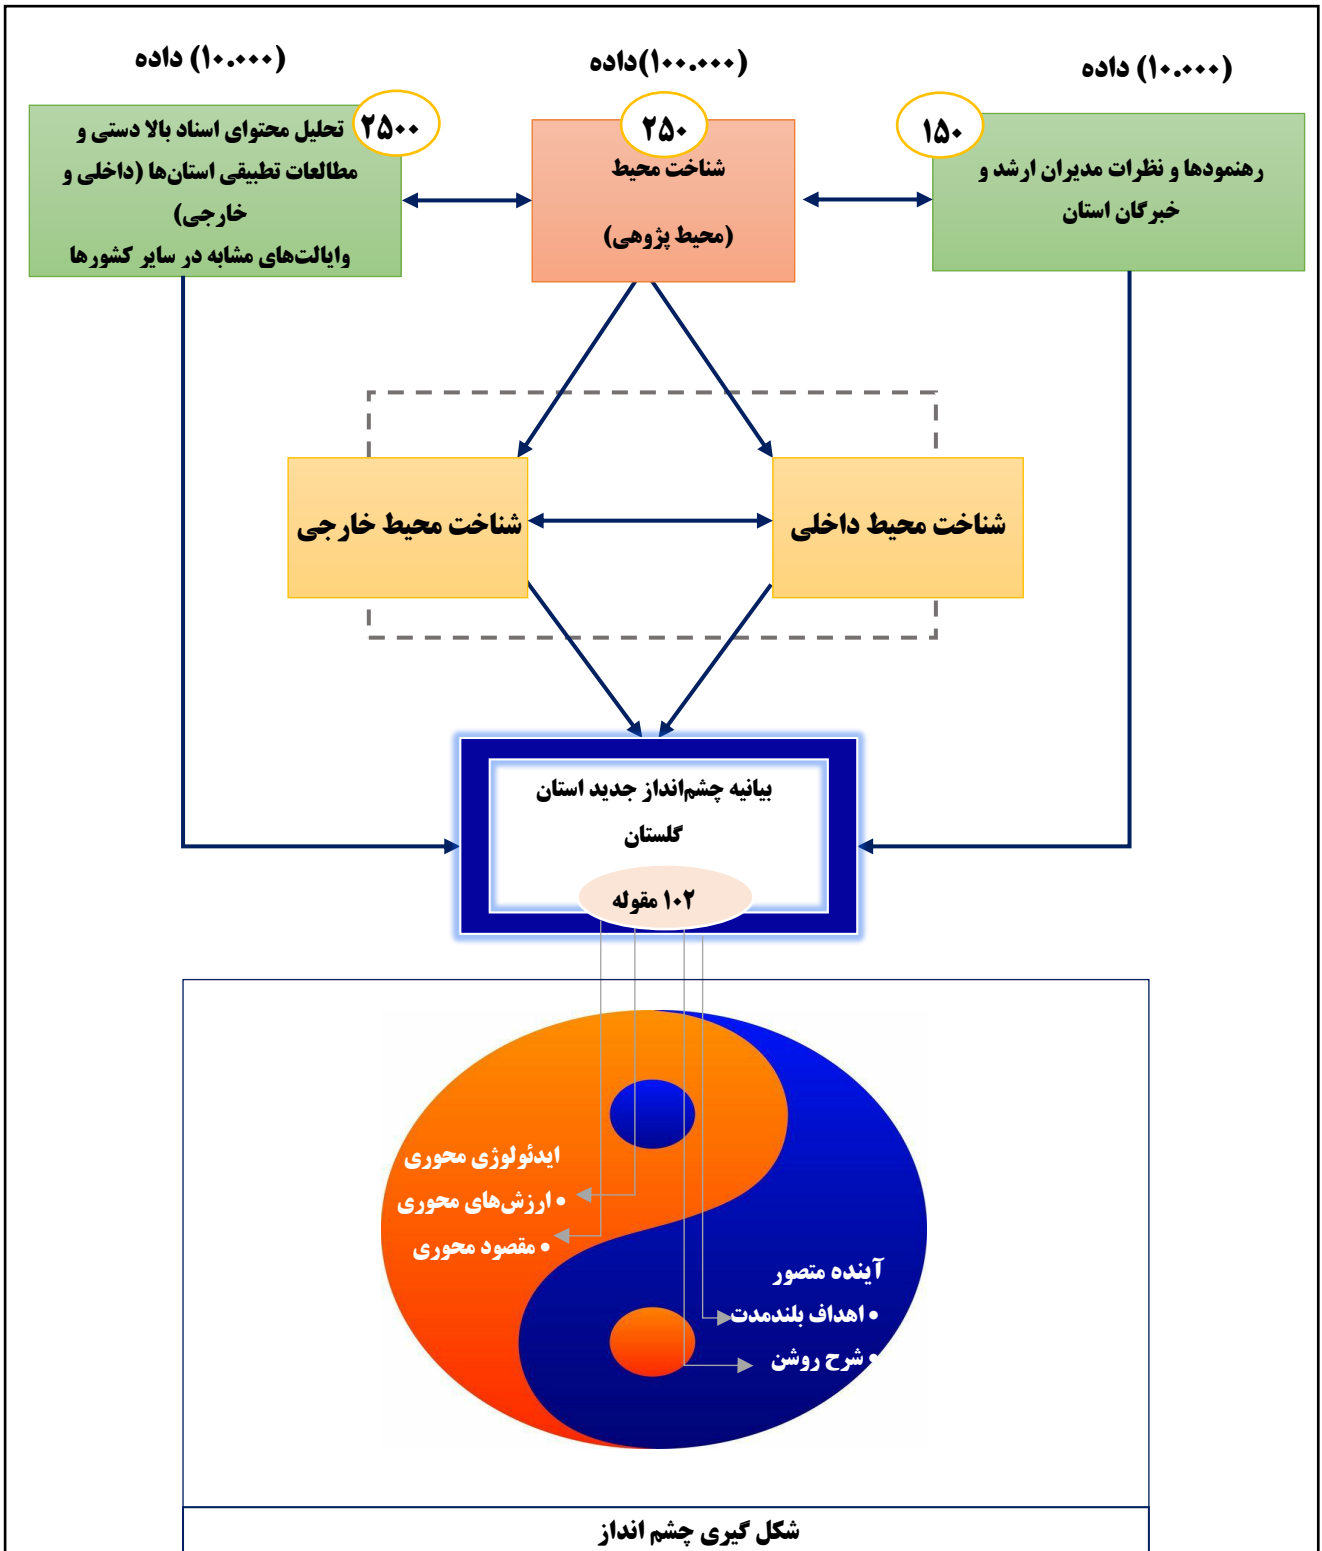 (۱۰.۰۰۰) داده
(۱۰۰.۰۰۰)داده
(۱۰.۰۰۰) داده
۱۵۰
رهنمودها و نظرات مدیران ارشد و
خبرگان استان
۲۵۰
شناخت محیط
(محیط پژوهی)
۲۵۰۰
تحلیل محتوای اسناد بالا دستی و
مطالعات تطبیقی استان‌ها (داخلی و
خارجی)
وایالت‌های مشابه در سایر کشورها
شناخت محیط داخلی
شناخت محیط خارجی
بیانیه چشم‌انداز جدید استان
گلستان
۱۰۲ مقوله
ایدئولوژی محوری
• ارزش‌های محوری
• مقصود محوری
آینده متصور
• اهداف بلندمدت
• شرح روشن
شکل گیری چشم انداز